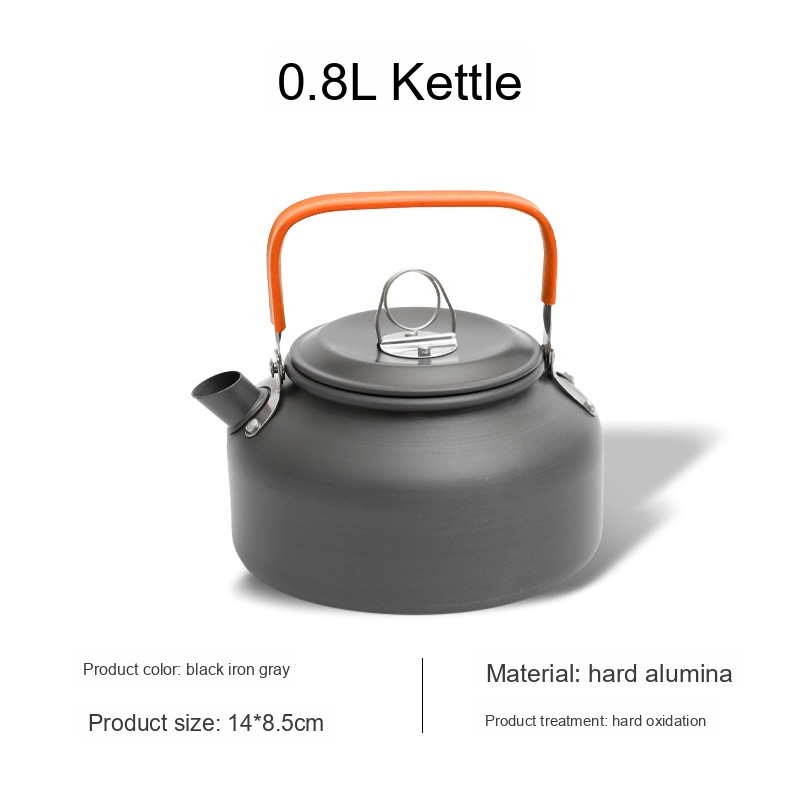 0.8L Kettle
Product color: black iron gray
Product size: 14*8.5cm
Material: hard alumina
Product treatment: hard oxidation